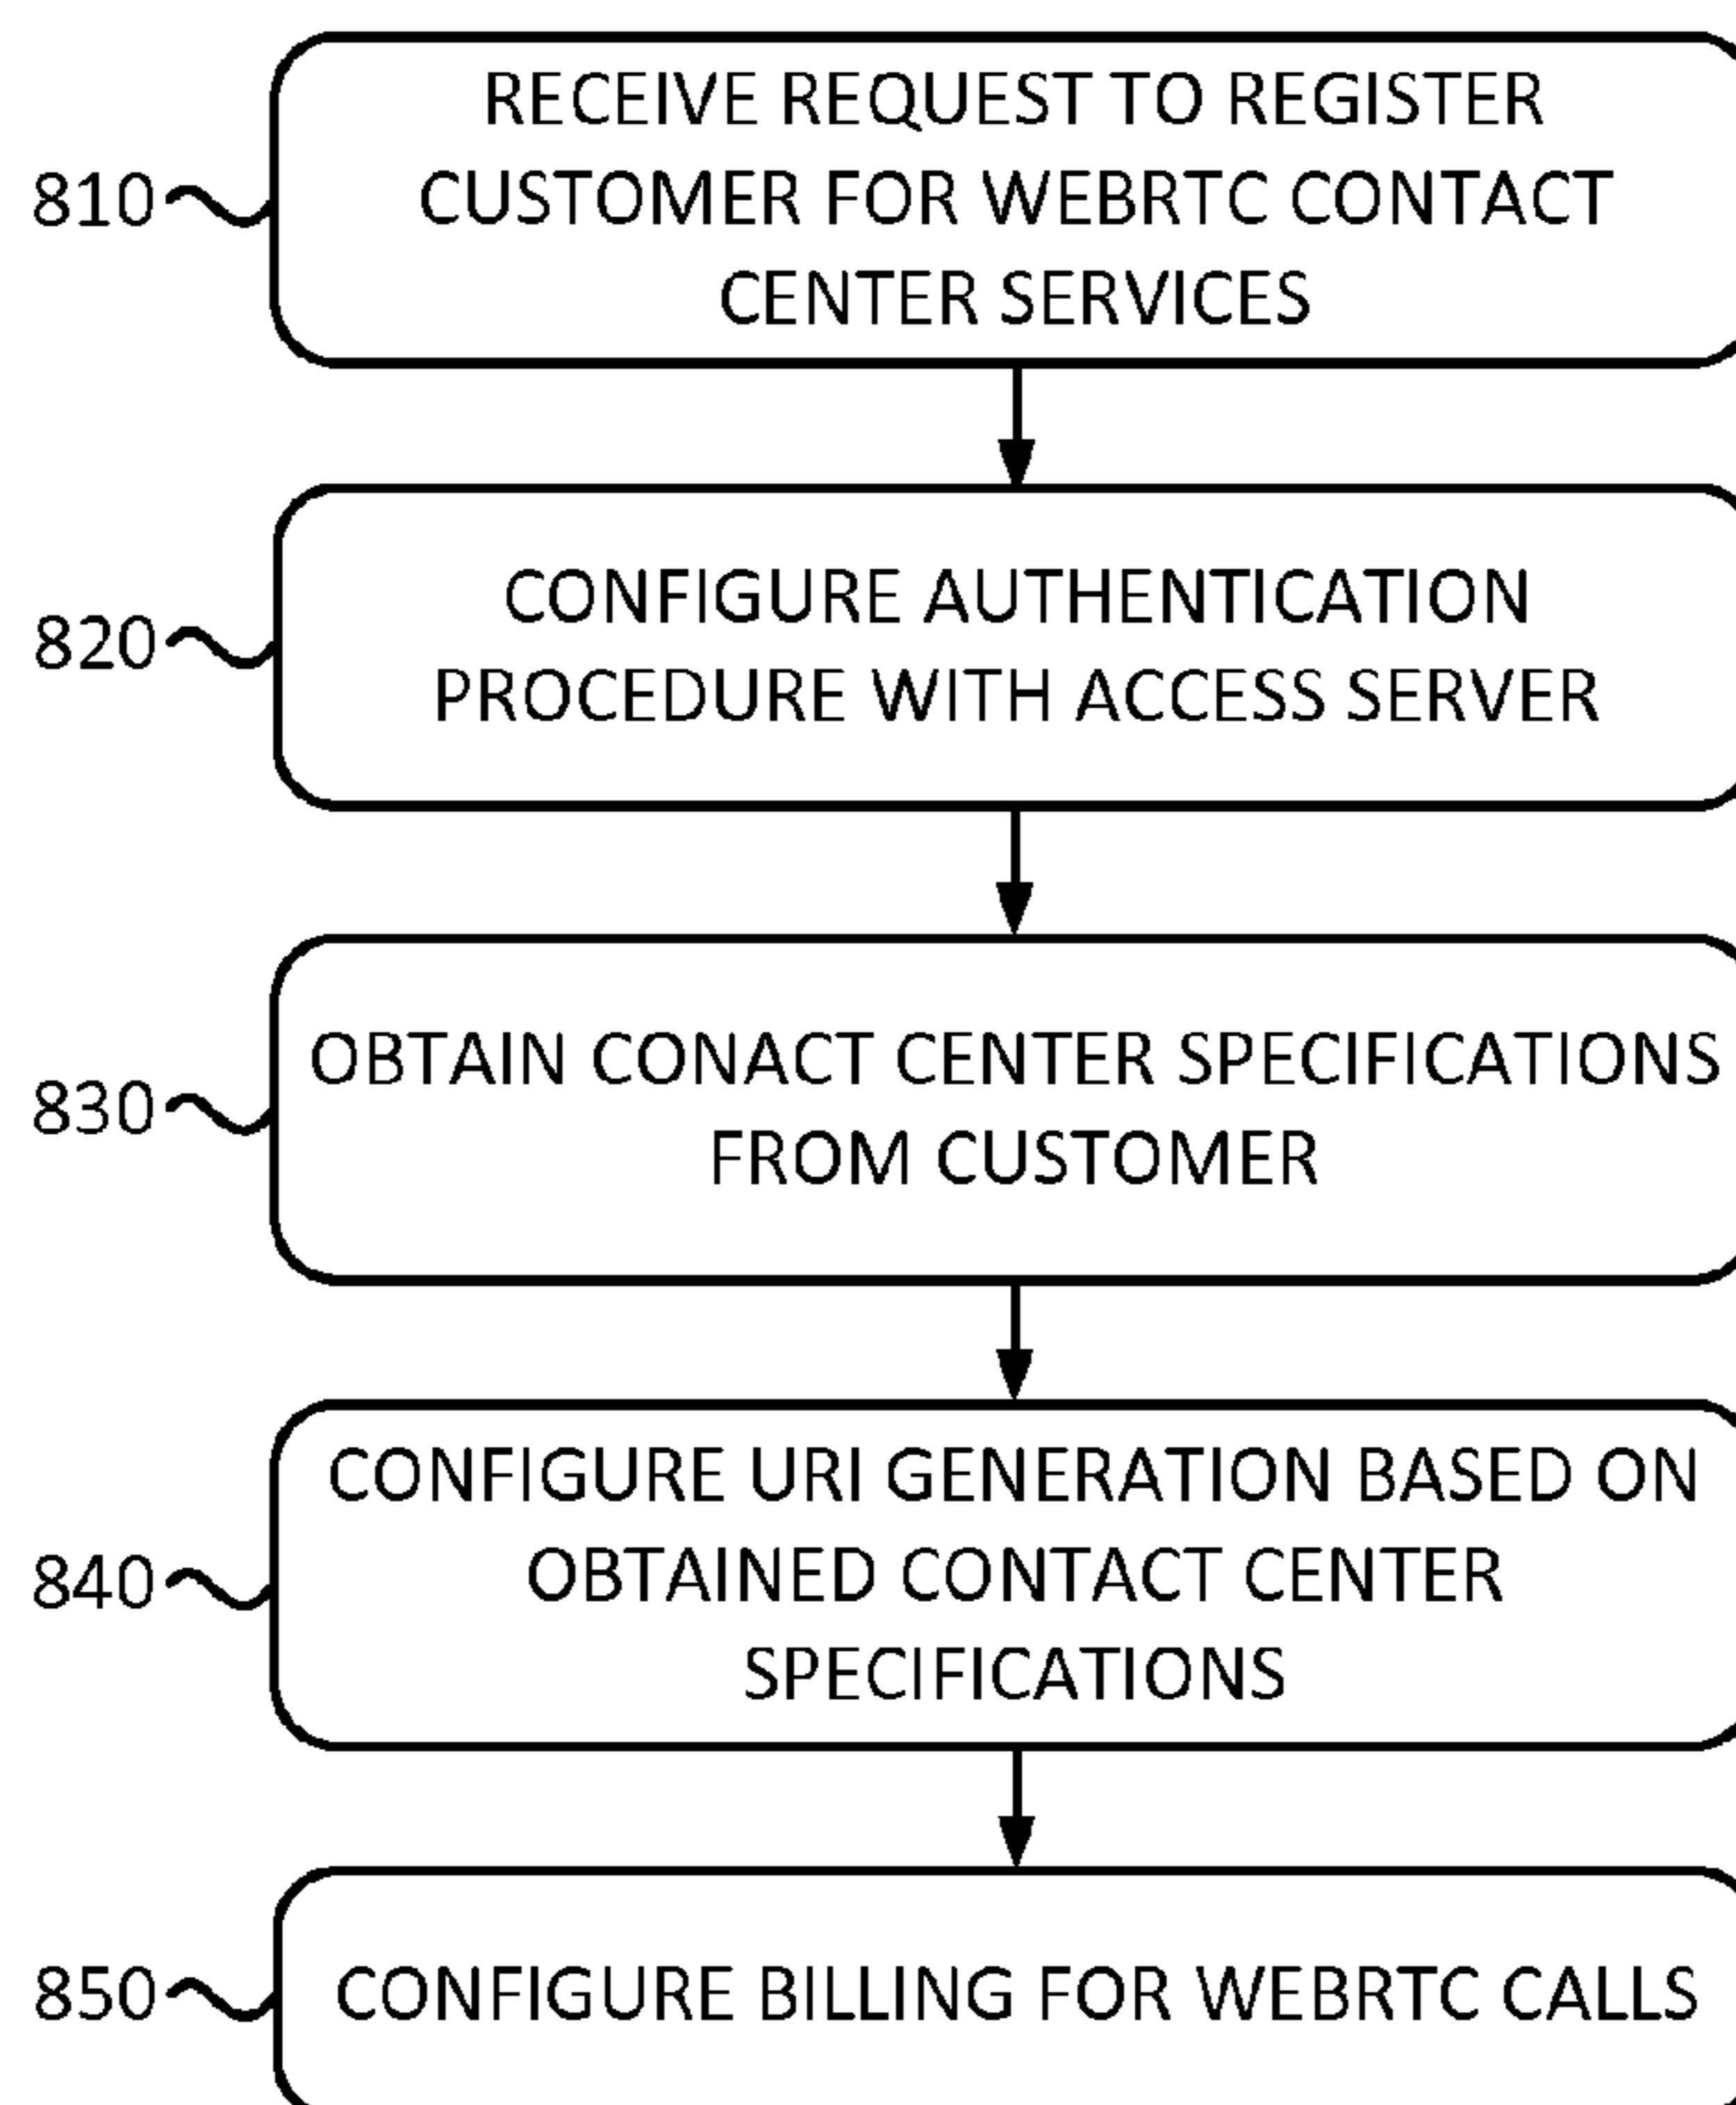 RECEIVE REQUEST TO REGISTER
810 CUSTOMER FOR WEBRTC CONTACT
CENTER SERVICES
CONFIGURE AUTHENTICATION
820
PROCEDURE WITH ACCESS SERVER
OBTAIN CONACT CENTER SPECIFICATIONS
830
FROM CUSTOMER
CONFIGURE URI GENERATION BASED ON
840 OBTAINED CONTACT CENTER
SPECIFICATIONS
850 CONFIGURE BILLING FOR WEBRTC CALLS